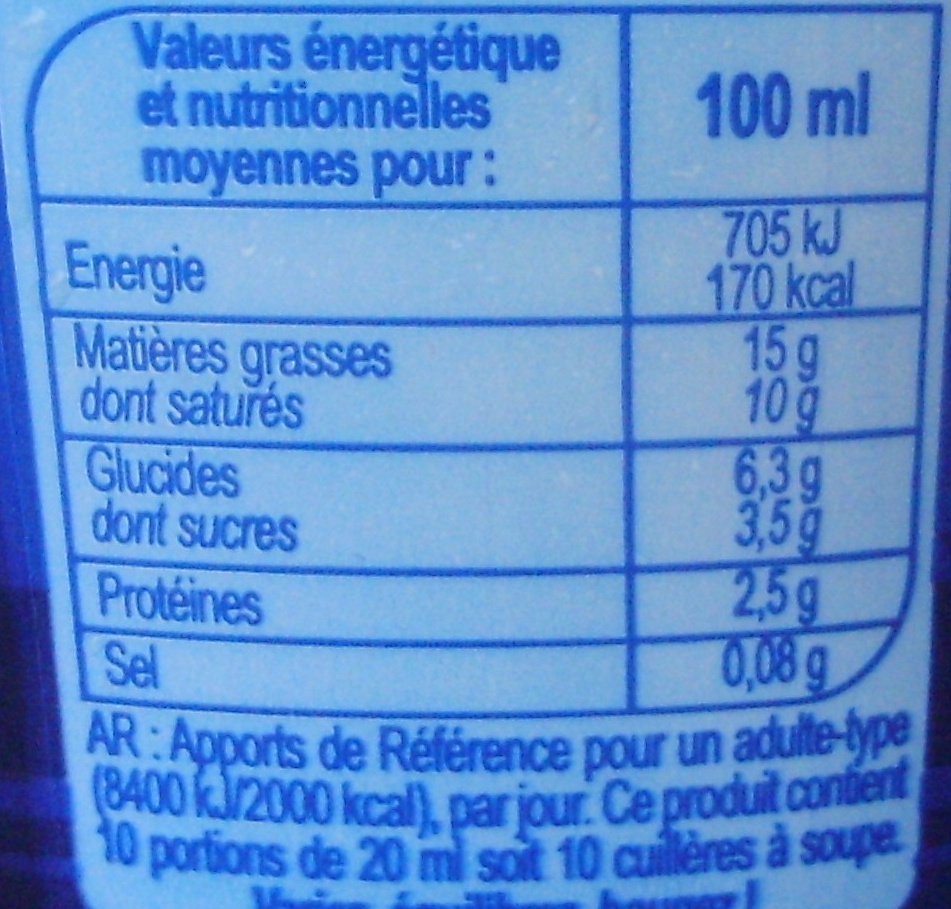 Valeurs énergétique
et nutritionnelles
moyennes pour :
100 ml
Energie
705 kJ
170 kcal
Matières grasses
15 g
dont saturés
10 g
Glucides
6,3 g
dont sucres
3,5 g
Protéines
2,5 g
Sel
0,08 g
AR : Apports de Référence pour un adulte-type
(8400 kJ/2000 kcal), par jour. Ce produit contient
10 portions de 20 ml soit 10 cuillères à soupe.